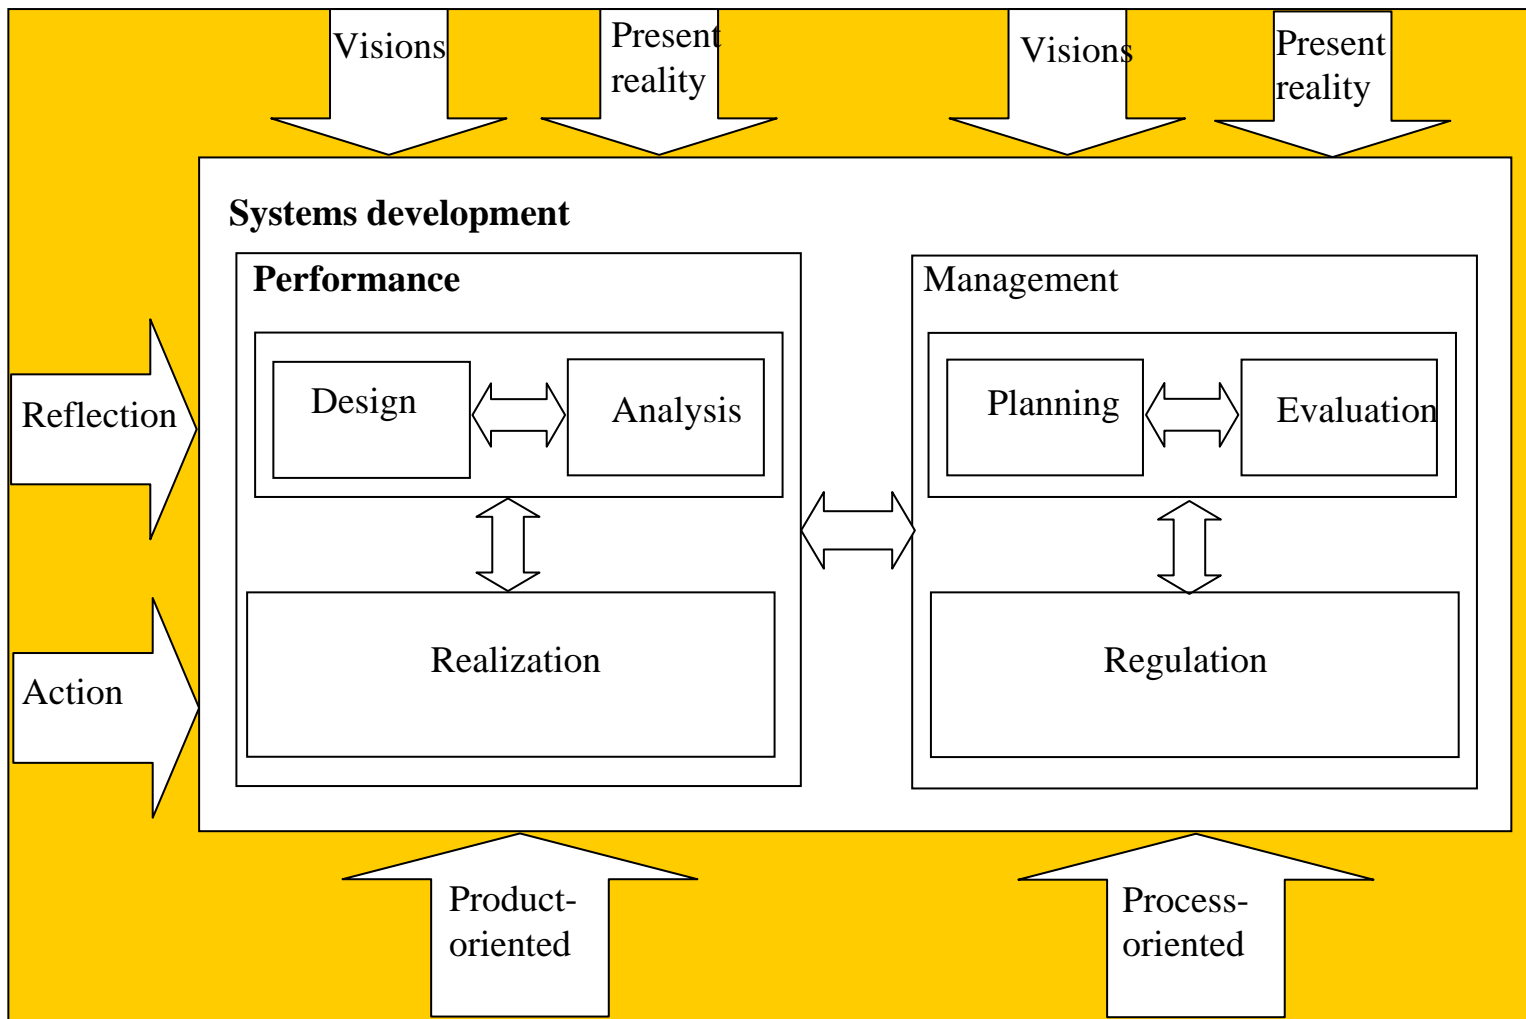 Visions
Present
reality
Visions
Present
reality
Systems development
Performance
Management
Design
Analysis
Planning
Evaluation
Reflection
Realization
Regulation
Action
Product-
oriented
Process-
oriented